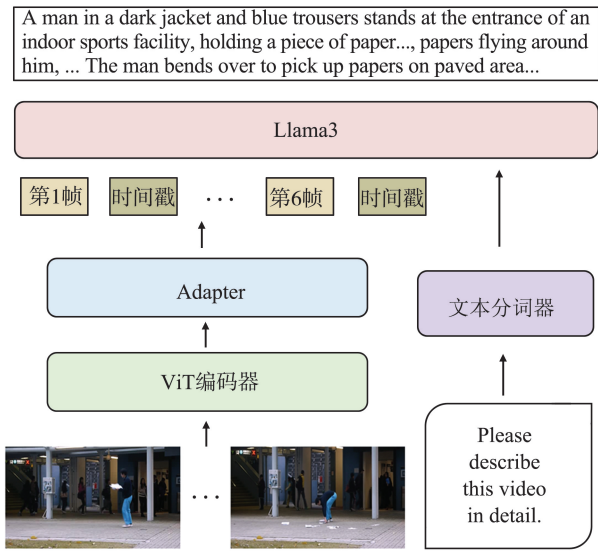 A man in a dark jacket and blue trousers stands at the entrance of an
indoor sports facility, holding a piece of paper..., papers flying around
him, ... The man bends over to pick up papers on paved area...
Llama3
第1帧 时间戳 ... 第6帧 时间戳
Adapter
文本分词器
ViT编码器
Please
describe
this video
in detail.
...